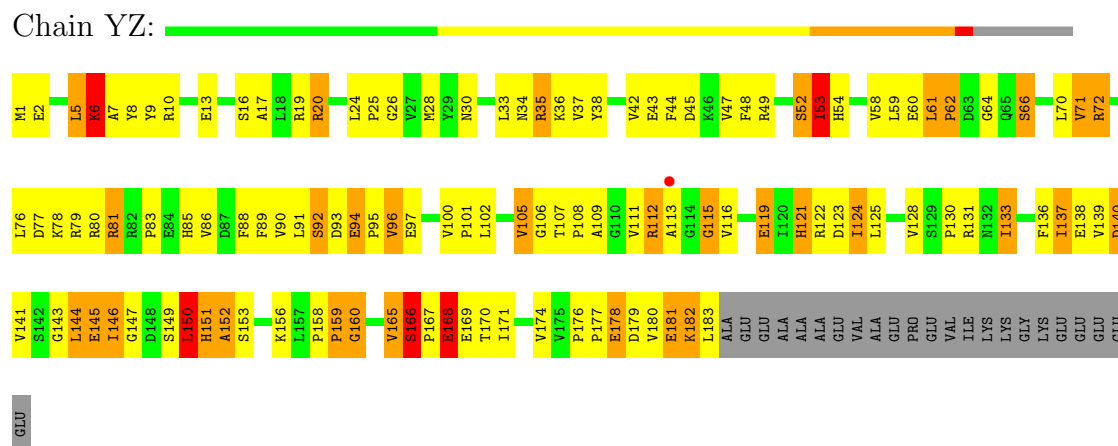 Chain YZ:
M1 E2 L5 K6 A7 Y8 Y9 R10 E13 S16 A17 L18 R19 R20 L24 P25 G26 V27 M28 Y29 N30 L33 N34 R35 K36 V37 Y38 V42 E43 F44 D45 K46 V47 F48 R49 S52 I53 H54 V58 L59 E60 L61 P62 D63 G64 Q65 S66 L70 V71 R72
L76 D77 K78 R79 R80 R81 R82 P83 E84 H85 V86 D87 F88 F89 V90 L91 S92 D93 E94 P95 V96 E97 V100 P101 L102 V105 G106 T107 P108 A109 G110 V111 R112 A113 G114 G115 V116 E119 I120 H121 R122 D123 I124 L125 V128 S129 P130 R131 N132 I133 F136 I137 E138 V139 D140
V141 S142 G143 L144 E145 I146 G147 D148 S149 L150 H151 A152 S153 K156 L157 P158 P159 G160 V165 S166 P167 E168 E169 T170 I171 V174 V175 P176 P177 E178 D179 V180 E181 K182 L183 ALA GLU GLU ALA ALA ALA GLU VAL ALA GLU PRO GLU VAL ILE LYS LYS GLY LYS GLU GLU GLU GLU
GLU